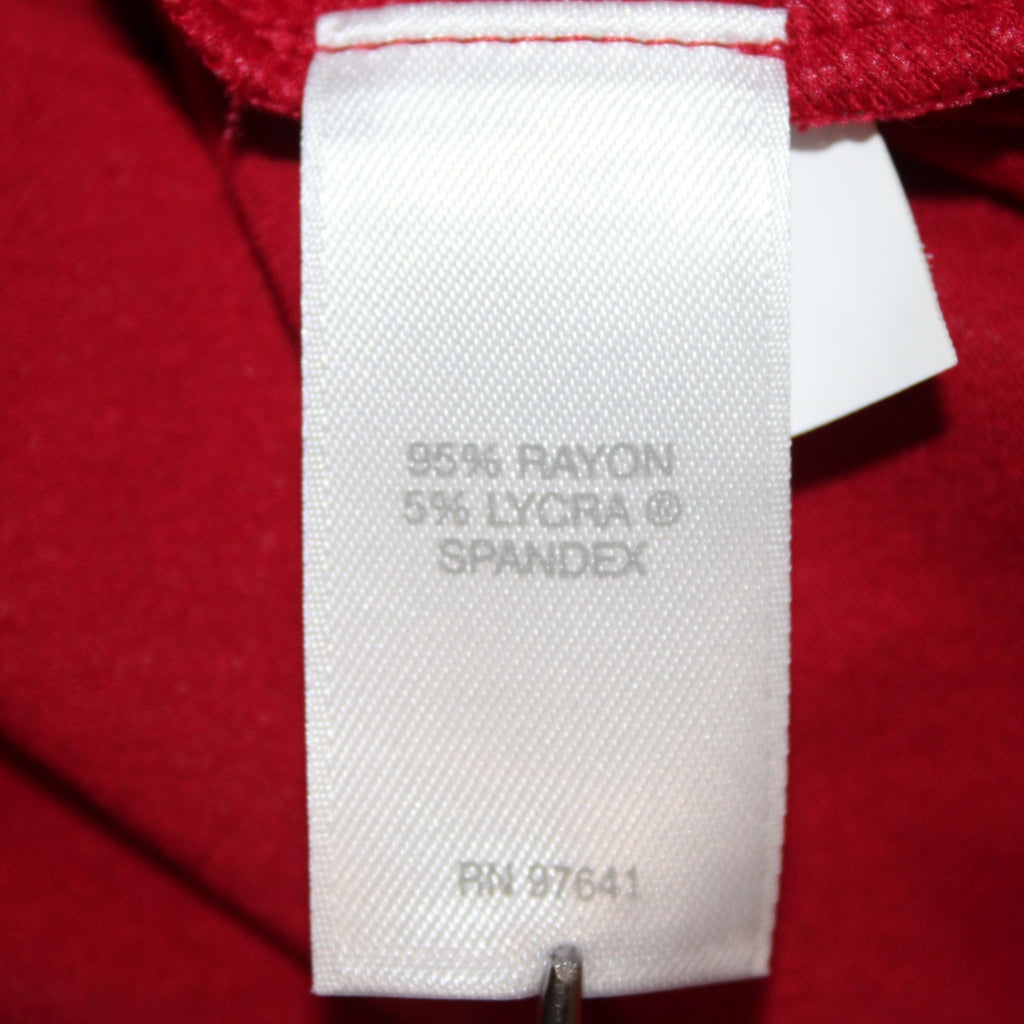 95% RAYON
5% LYCRA ®
SPANDEX
RN 97641